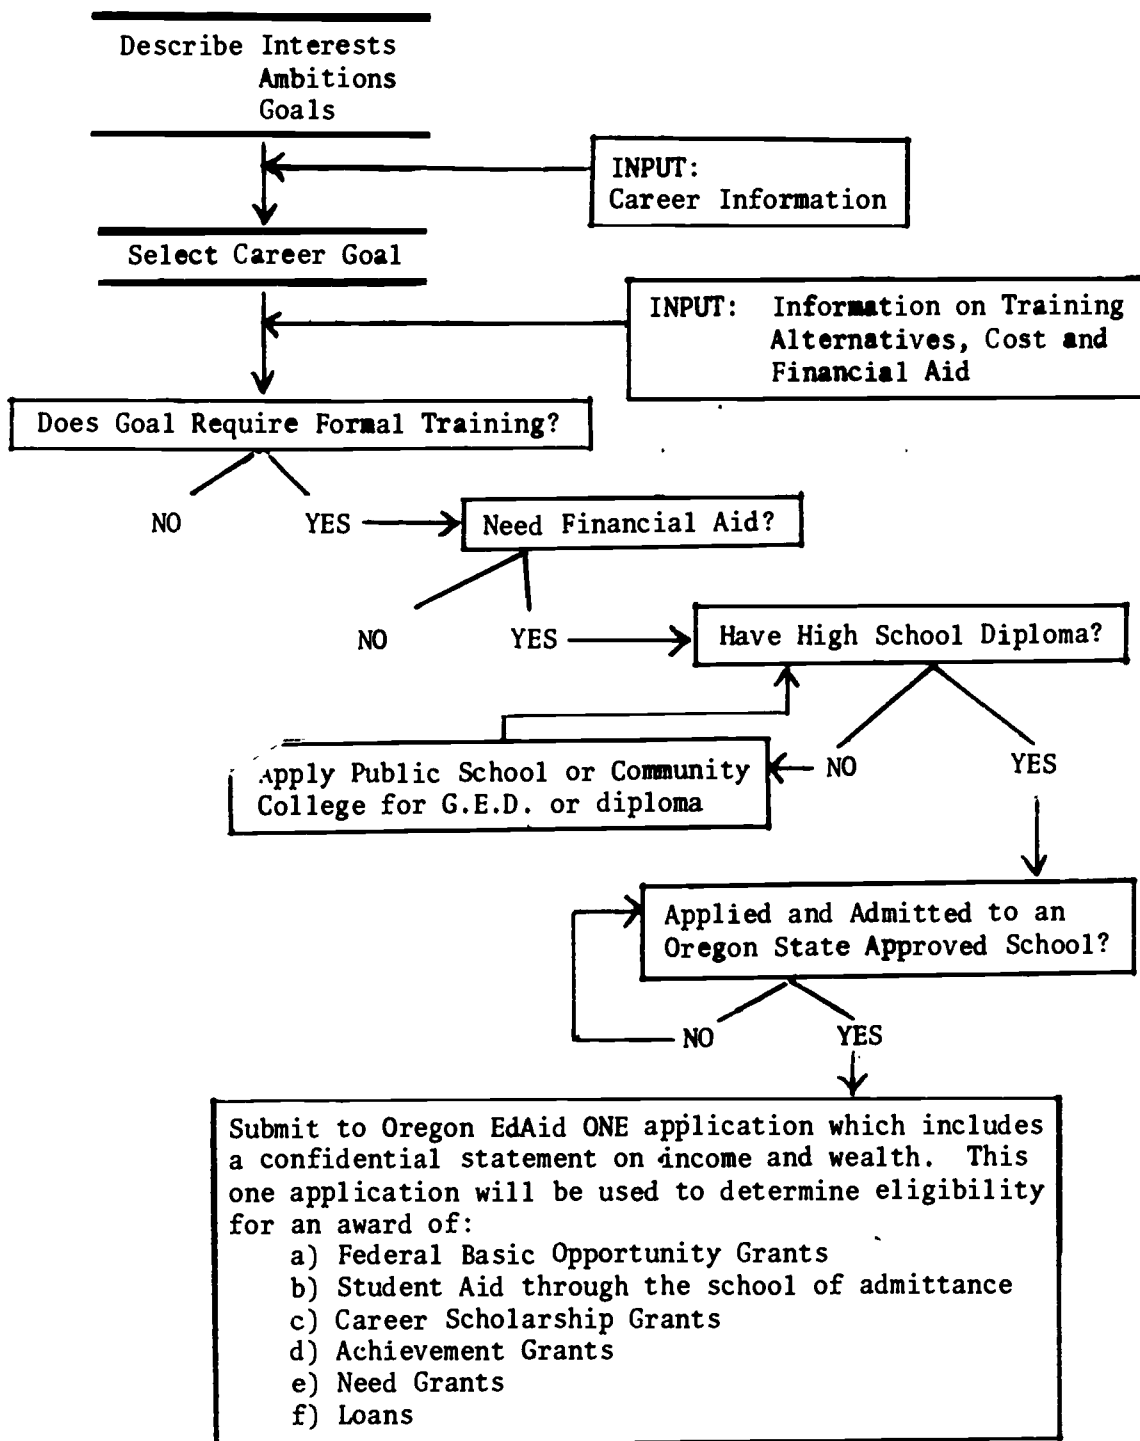 Describe Interests
Ambitions
Goals
INPUT:
Career Information
Select Career Goal
INPUT: Information on Training
Alternatives, Cost and
Financial Aid
Does Goal Require Formal Training?
NO YES Need Financial Aid?
NO YES Have High School Diploma?
Apply Public School or Community
College for G.E.D. or diploma
NO YES
Applied and Admitted to an
Oregon State Approved School?
NO YES
Submit to Oregon EdAid ONE application which includes
a confidential statement on income and wealth. This
one application will be used to determine eligibility
for an award of:
a) Federal Basic Opportunity Grants
b) Student Aid through the school of admittance
c) Career Scholarship Grants
d) Achievement Grants
e) Need Grants
f) Loans